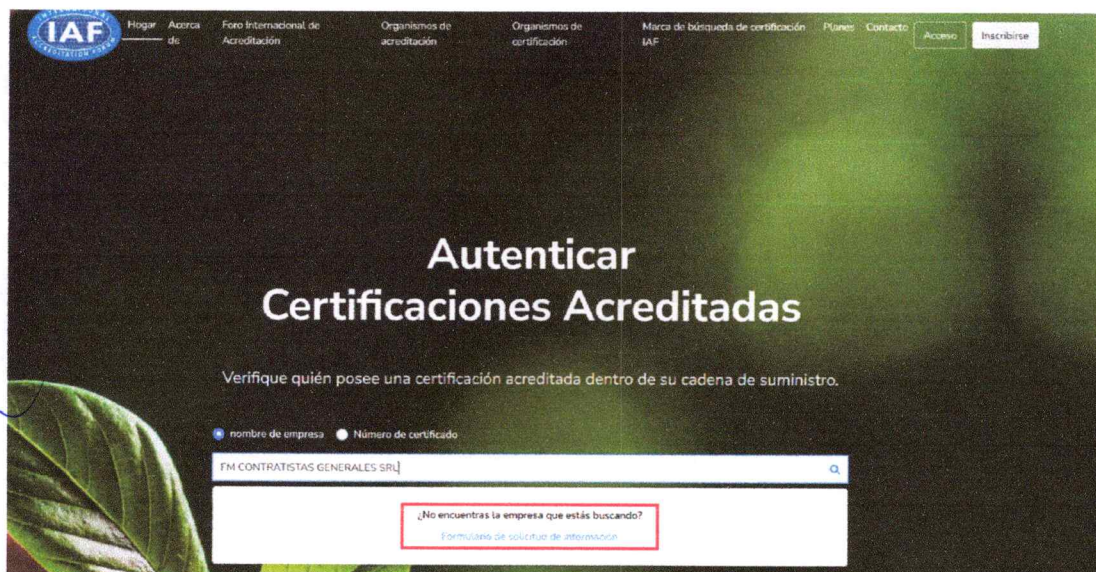 INTERNATIONAL
IAF
ACCREDITATION FORUM
Hogar
Acerca
de
Foro Internacional de
Acreditación
Organismos de
acreditación
Organismos de
certificación
Marca de búsqueda de certificación
IAF
Planes
Contacto
Acceso
Inscribirse
Autenticar
Certificaciones Acreditadas
Verifique quién posee una certificación acreditada dentro de su cadena de suministro.
nombre de empresa
Número de certificado
FM CONTRATISTAS GENERALES SRL
¿No encuentras la empresa que estás buscando?
Formulario de solicitud de información